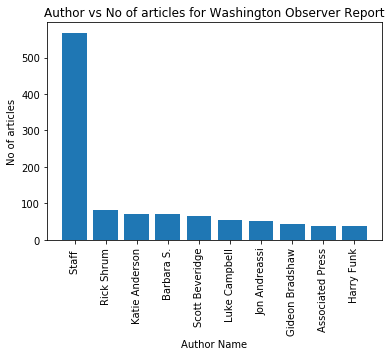 Author vs No of articles for Washington Observer Report
No of articles
500
400
300
200
100
0
Staff
Rick Shrum
Katie Anderson
Barbara S.
Scott Beveridge
Luke Campbell
Jon Andreassi
Gideon Bradshaw
Associated Press
Harry Funk
Author Name